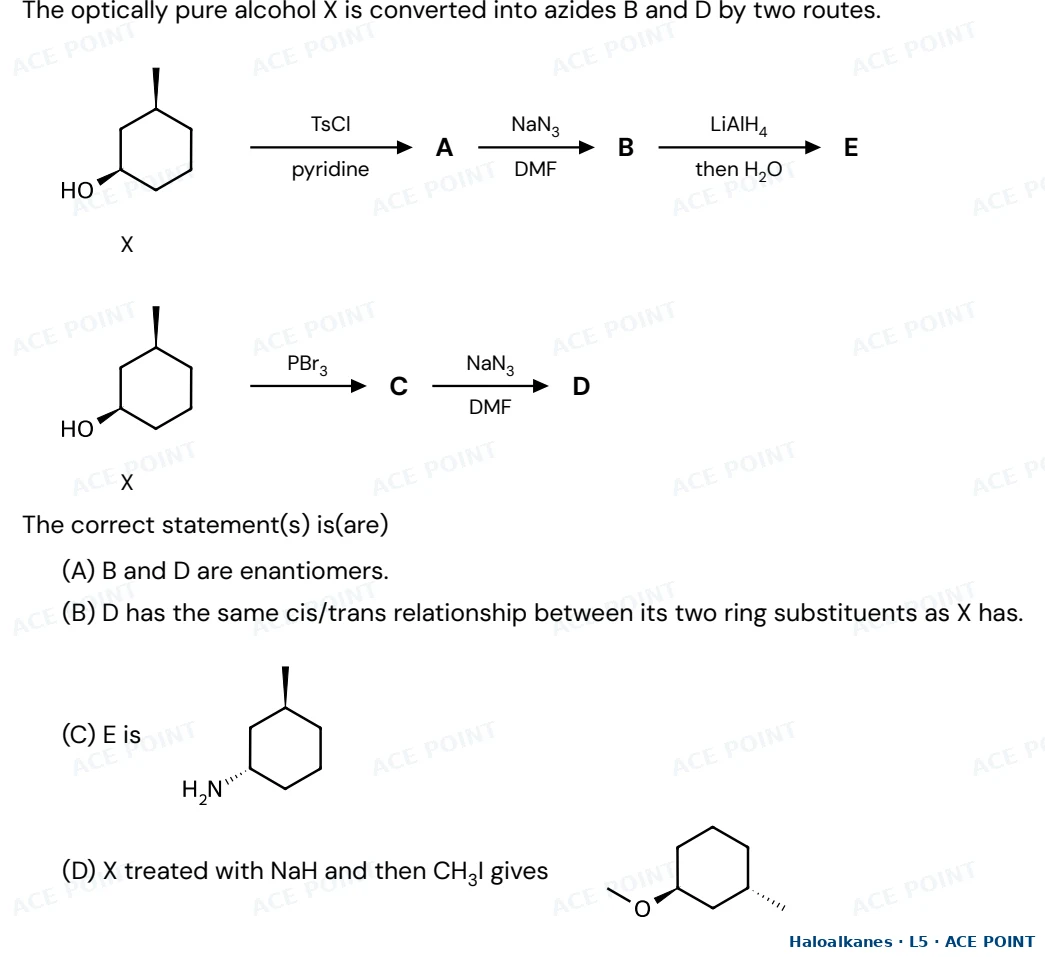 The optically pure alcohol X is converted into azides B and D by two routes.
HO
X
TsCl
pyridine
A
NaN3
DMF
B
LiAlH4
then H2O
E
HO
X
PBr3
C
NaN3
DMF
D
The correct statement(s) is(are)
(A) B and D are enantiomers.
(B) D has the same cis/trans relationship between its two ring substituents as X has.
(C) E is
H2N
(D) X treated with NaH and then CH3I gives
O
Haloalkanes · L5 · ACE POINT
ACE POINT